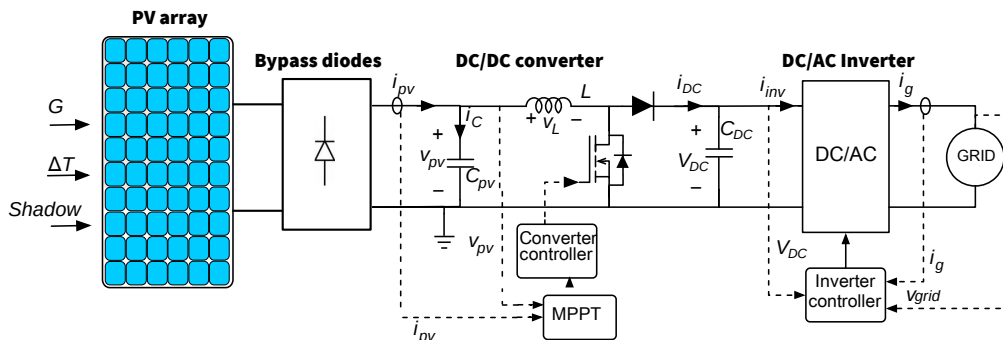 PV array
Bypass diodes
DC/DC converter
DC/AC Inverter
G
ΔT
Shadow
i_pv
i_C
+
v_pv
−
C_pv
L
+ v_L −
i_DC
+
V_DC
−
C_DC
i_inv
DC/AC
i_g
GRID
v_pv
i_pv
Converter
controller
MPPT
V_DC
Inverter
controller
i_g
vgrid